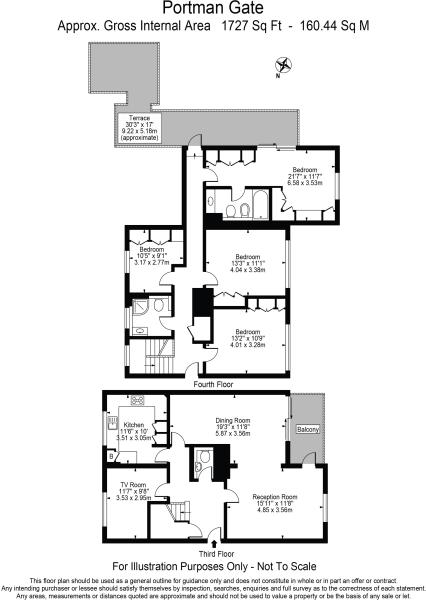 Portman Gate
Approx. Gross Internal Area 1727 Sq Ft - 160.44 Sq M
N
Terrace
30'3" x 17'
9.22 x 5.18m
(approximate)
Bedroom
21'7" x 11'7"
6.58 x 3.53m
Bedroom
10'5" x 9'1"
3.17 x 2.77m
Bedroom
13'3" x 11'1"
4.04 x 3.38m
Bedroom
13'2" x 10'9"
4.01 x 3.28m
Fourth Floor
Kitchen
11'6" x 10'
3.51 x 3.05m
B
Dining Room
19'3" x 11'8"
5.87 x 3.56m
Balcony
TV Room
11'7" x 9'8"
3.53 x 2.95m
Reception Room
15'11" x 11'8"
4.85 x 3.56m
Third Floor
For Illustration Purposes Only - Not To Scale
This floor plan should be used as a general outline for guidance only and does not constitute in whole or in part an offer or contract.
Any intending purchaser or lessee should satisfy themselves by inspection, searches, enquiries and full survey as to the correctness of each statement.
Any areas, measurements or distances quoted are approximate and should not be used to value a property or be the basis of any sale or let.